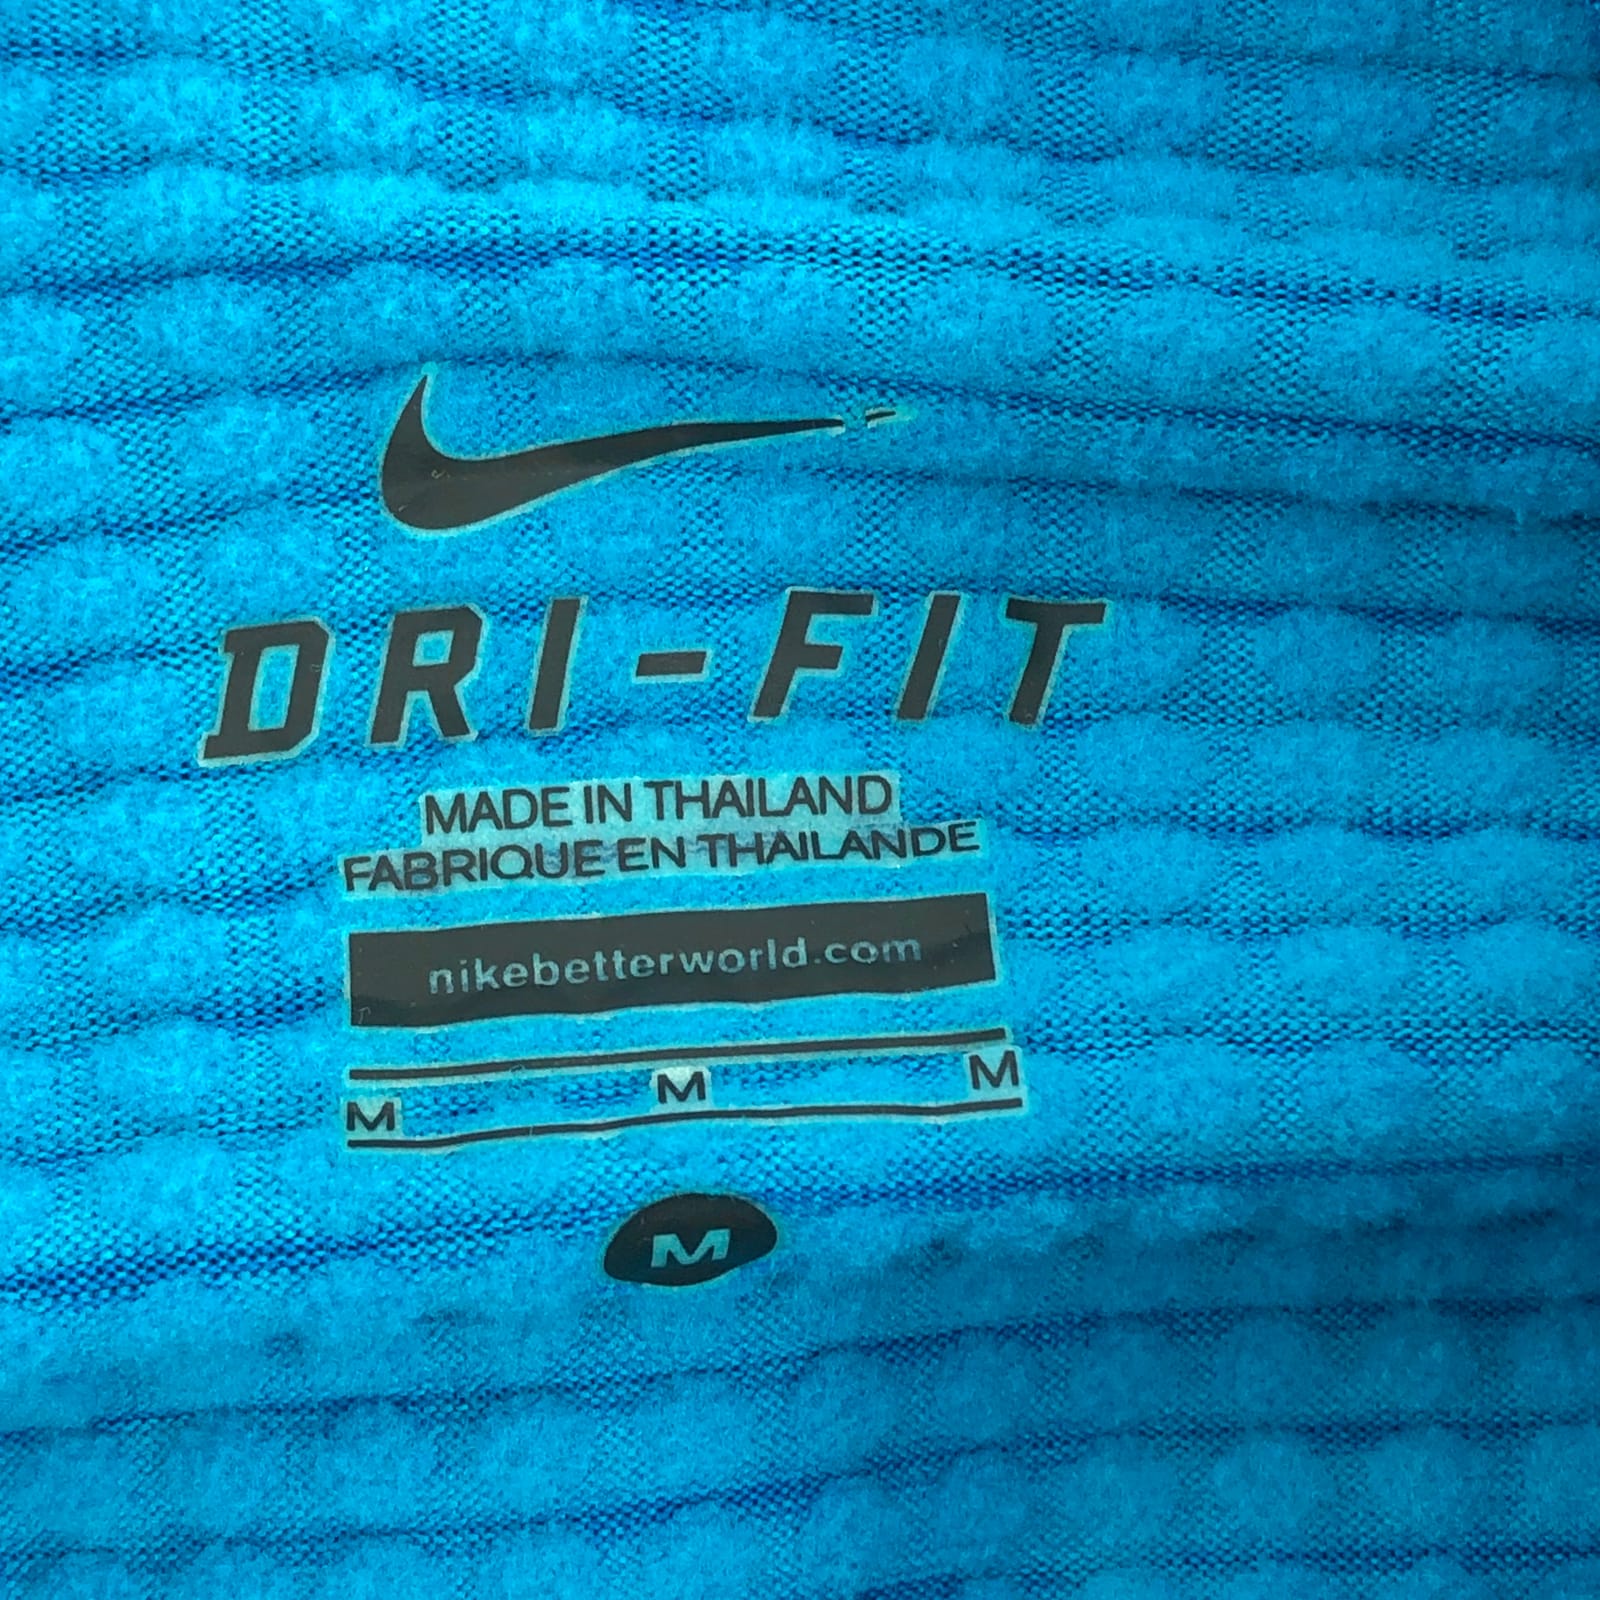 DRI-FIT
MADE IN THAILAND
FABRIQUE EN THAILANDE
nikebetterworld.com
M M M
M